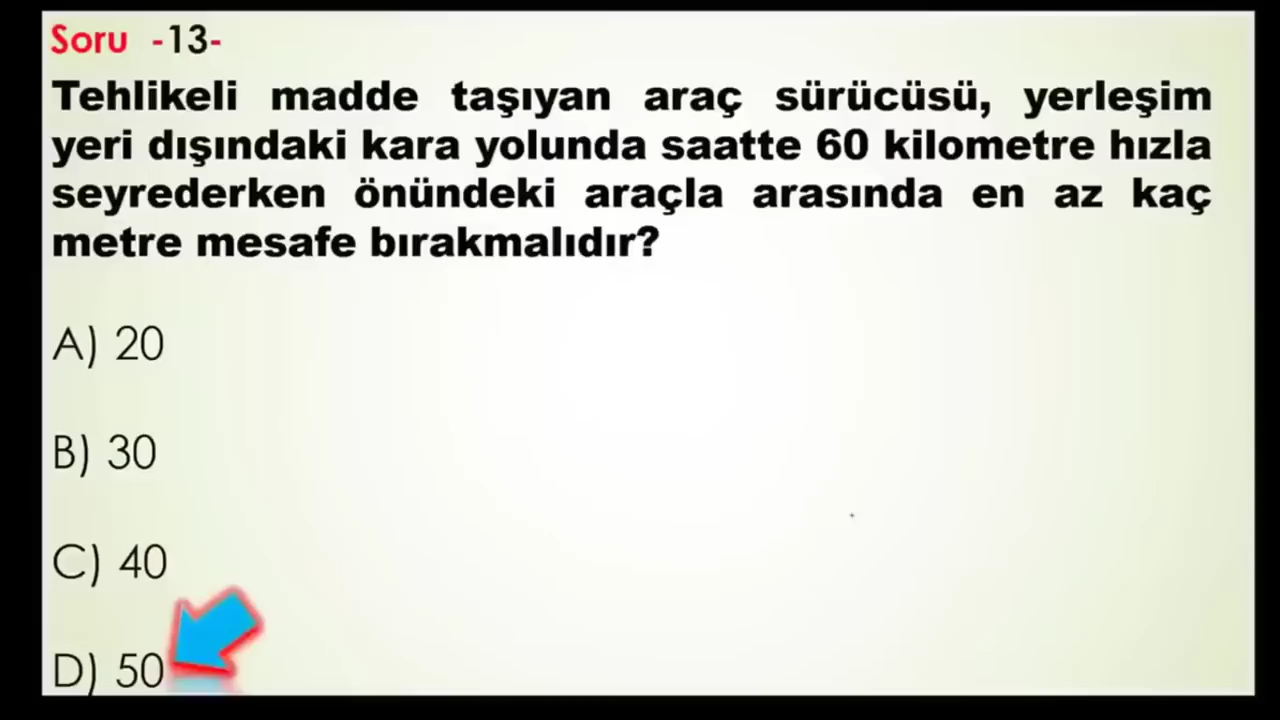 Soru -13-
Tehlikeli madde taşıyan araç sürücüsü, yerleşim
yeri dışındaki kara yolunda saatte 60 kilometre hızla
seyrederken önündeki araçla arasında en az kaç
metre mesafe bırakmalıdır?
A) 20
B) 30
C) 40
D) 50